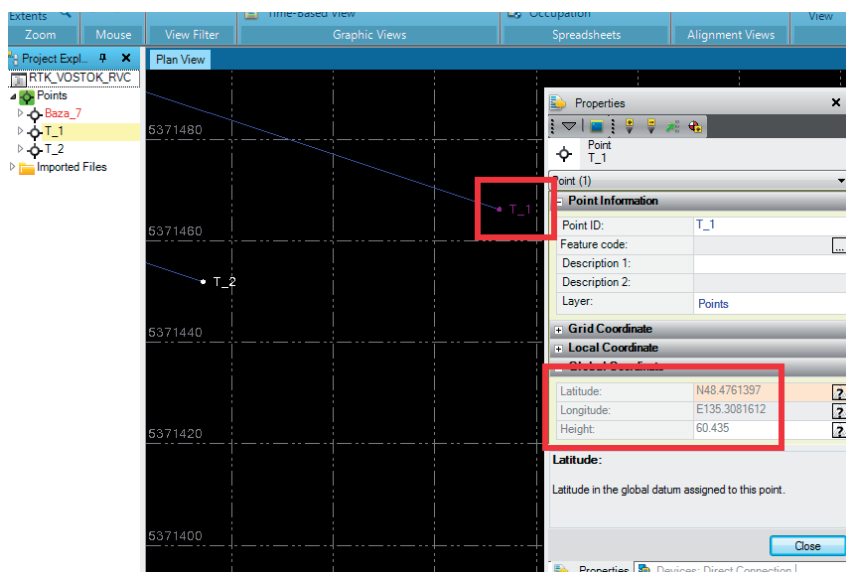 Extents
Time-Based View
Occupation
View
Zoom
Mouse
View Filter
Graphic Views
Spreadsheets
Alignment Views
Project Expl...
Plan View
RTK_VOSTOK_RVC
Points
Baza_7
T_1
T_2
Imported Files
5371480
5371460
5371440
5371420
5371400
T_1
T_2
Properties
Point
T_1
Point (1)
Point Information
Point ID: T_1
Feature code:
...
Description 1:
Description 2:
Layer: Points
Grid Coordinate
Local Coordinate
Global Coordinate
Latitude: N48.4761397 ?
Longitude: E135.3081612 ?
Height: 60.435 ?
Latitude:
Latitude in the global datum assigned to this point.
Close
Properties
Devices: Direct Connection